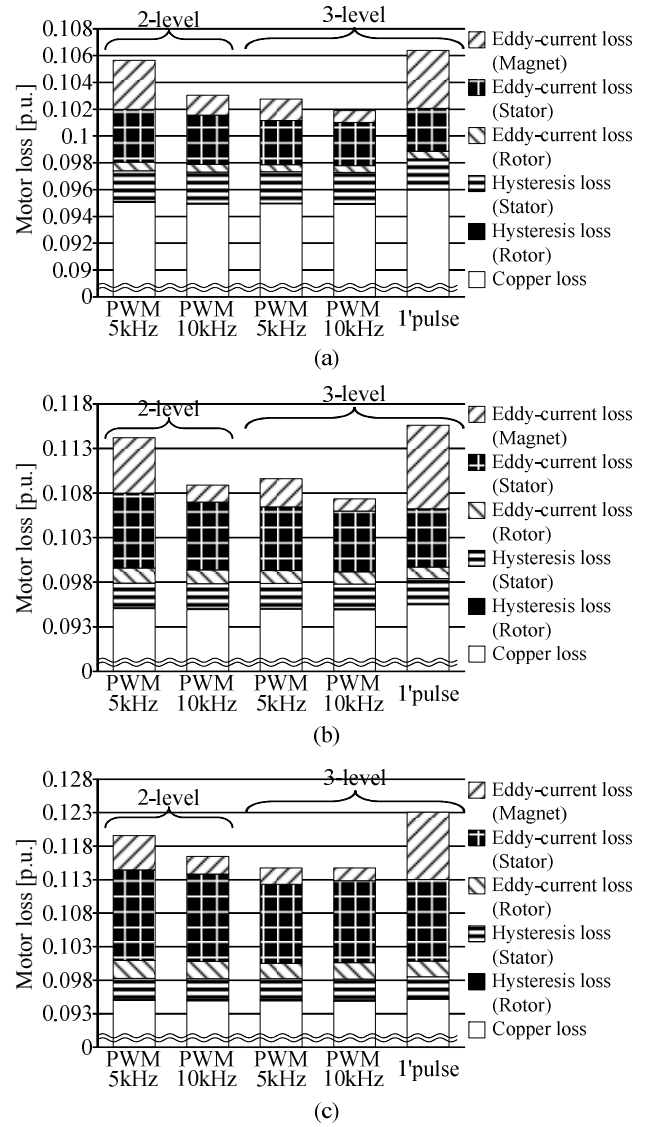 2-level
3-level
Motor loss [p.u.]
0.108
0.106
0.104
0.102
0.1
0.098
0.096
0.094
0.092
0.09
0
PWM 5kHz
PWM 10kHz
PWM 5kHz
PWM 10kHz
1'pulse
Eddy-current loss
(Magnet)
Eddy-current loss
(Stator)
Eddy-current loss
(Rotor)
Hysteresis loss
(Stator)
Hysteresis loss
(Rotor)
Copper loss
(a)
2-level
3-level
Motor loss [p.u.]
0.118
0.113
0.108
0.103
0.098
0.093
0
PWM 5kHz
PWM 10kHz
PWM 5kHz
PWM 10kHz
1'pulse
Eddy-current loss
(Magnet)
Eddy-current loss
(Stator)
Eddy-current loss
(Rotor)
Hysteresis loss
(Stator)
Hysteresis loss
(Rotor)
Copper loss
(b)
2-level
3-level
Motor loss [p.u.]
0.128
0.123
0.118
0.113
0.108
0.103
0.098
0.093
0
PWM 5kHz
PWM 10kHz
PWM 5kHz
PWM 10kHz
1'pulse
Eddy-current loss
(Magnet)
Eddy-current loss
(Stator)
Eddy-current loss
(Rotor)
Hysteresis loss
(Stator)
Hysteresis loss
(Rotor)
Copper loss
(c)